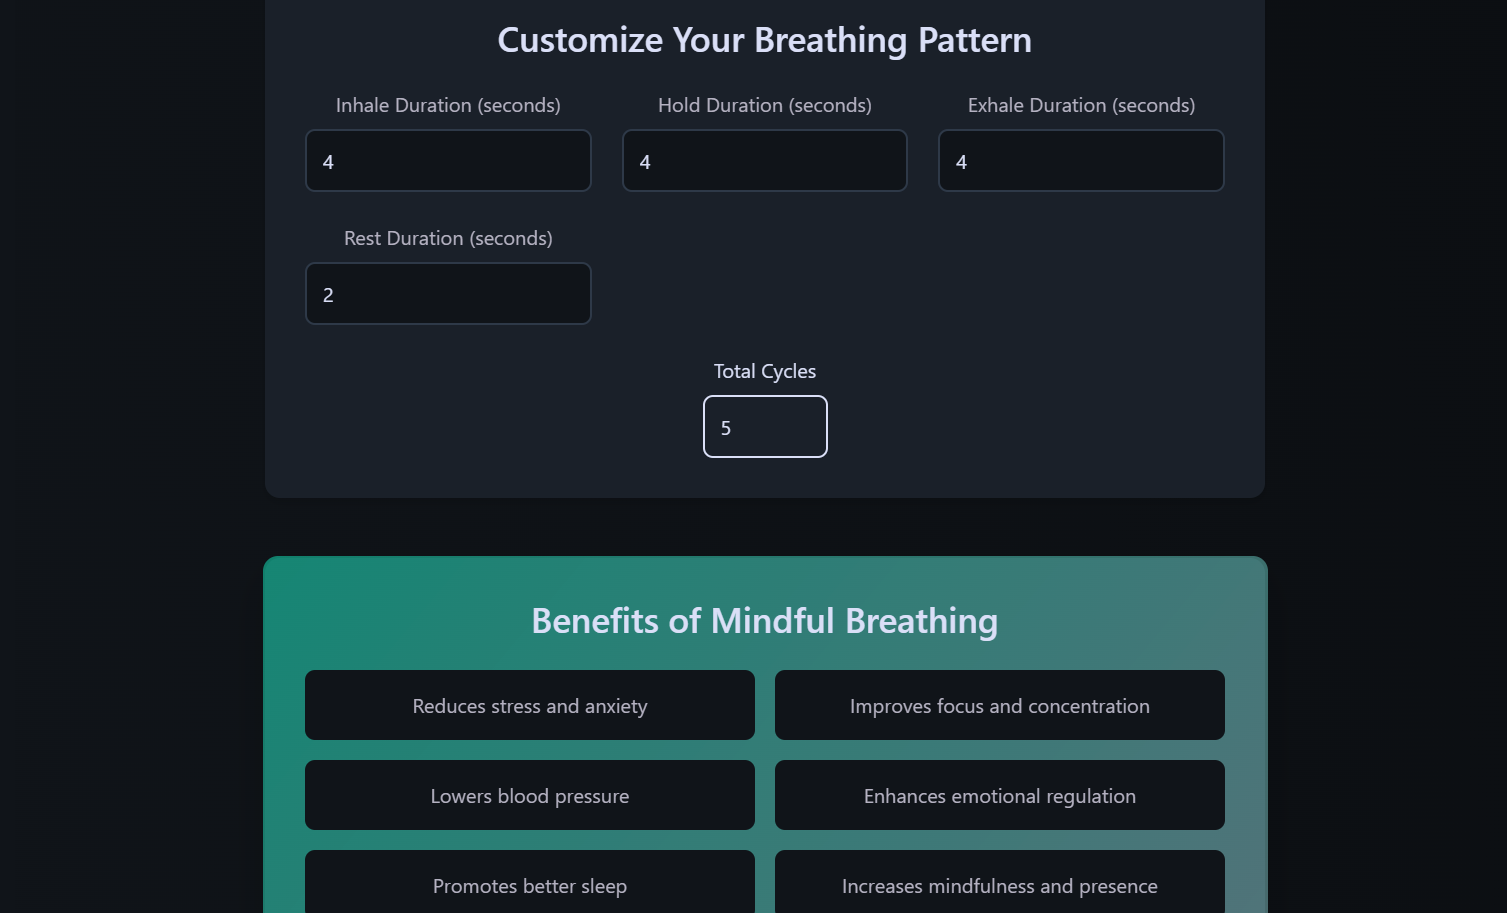 Customize Your Breathing Pattern
Inhale Duration (seconds)
Hold Duration (seconds)
Exhale Duration (seconds)
4
4
4
Rest Duration (seconds)
2
Total Cycles
5
Benefits of Mindful Breathing
Reduces stress and anxiety
Improves focus and concentration
Lowers blood pressure
Enhances emotional regulation
Promotes better sleep
Increases mindfulness and presence